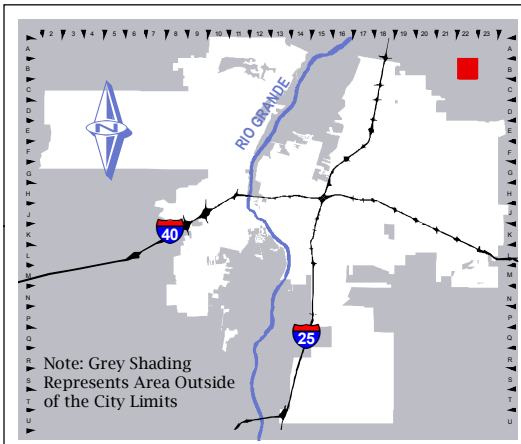 2 3 4 5 6 7 8 9 10 11 12 13 14 15 16 17 18 19 20 21 22 23
A
B
C
D
E
F
G
H
J
K
L
M
N
P
Q
R
S
T
U
N
RIO GRANDE
40
25
Note: Grey Shading
Represents Area Outside
of the City Limits
A
B
C
D
E
F
G
H
J
K
L
M
N
P
Q
R
S
T
U